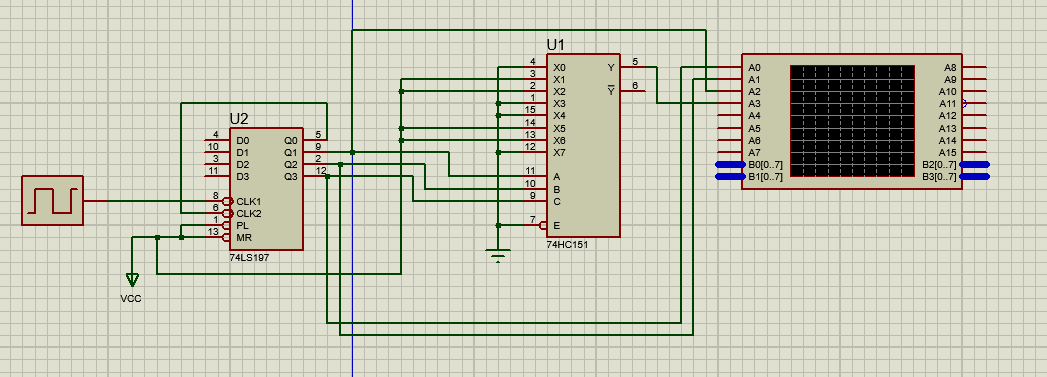 U2
4 D0 Q0 5
10 D1 Q1 9
3 D2 Q2 2
11 D3 Q3 12
8 CLK1
6 CLK2
1 PL
13 MR
74LS197
VCC
U1
4 X0 Y 5
3 X1
2 X2 Y 6
1 X3
15 X4
14 X5
13 X6
12 X7
11 A
10 B
9 C
7 E
74HC151
A0 A8
A1 A9
A2 A10
A3 A11
A4 A12
A5 A13
A6 A14
A7 A15
B0[0..7] B2[0..7]
B1[0..7] B3[0..7]